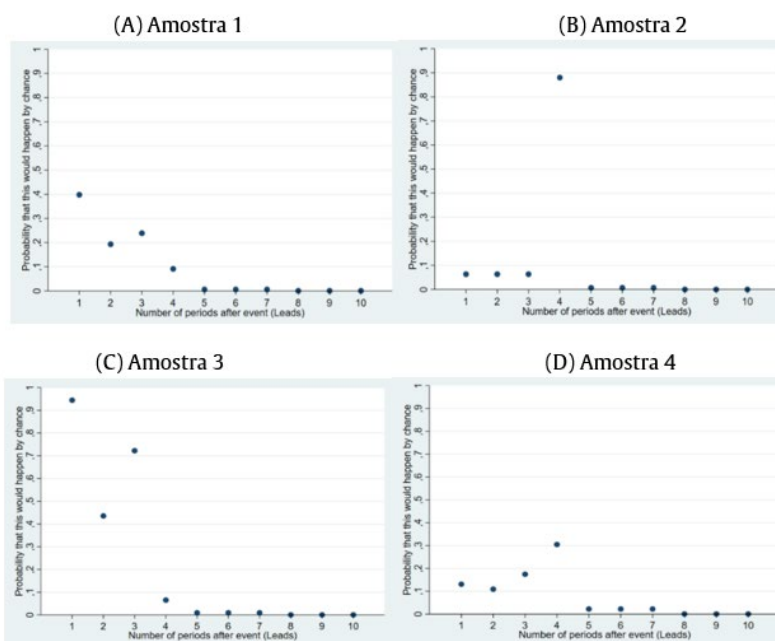 (A) Amostra 1
Probability that this would happen by chance
0 .1 .2 .3 .4 .5 .6 .7 .8 .9 1
1 2 3 4 5 6 7 8 9 10
Number of periods after event (Leads)
(B) Amostra 2
Probability that this would happen by chance
0 .1 .2 .3 .4 .5 .6 .7 .8 .9 1
1 2 3 4 5 6 7 8 9 10
Number of periods after event (Leads)
(C) Amostra 3
Probability that this would happen by chance
0 .1 .2 .3 .4 .5 .6 .7 .8 .9 1
1 2 3 4 5 6 7 8 9 10
Number of periods after event (Leads)
(D) Amostra 4
Probability that this would happen by chance
0 .1 .2 .3 .4 .5 .6 .7 .8 .9 1
1 2 3 4 5 6 7 8 9 10
Number of periods after event (Leads)